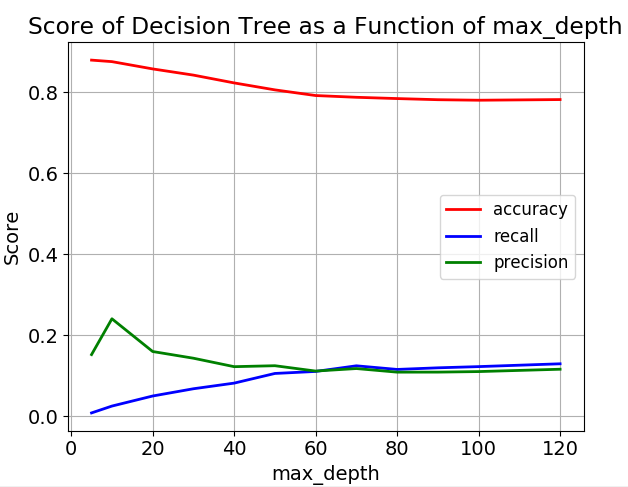 Score of Decision Tree as a Function of max_depth
0.8
0.6
0.4
0.2
0.0
Score
accuracy
recall
precision
0 20 40 60 80 100 120
max_depth